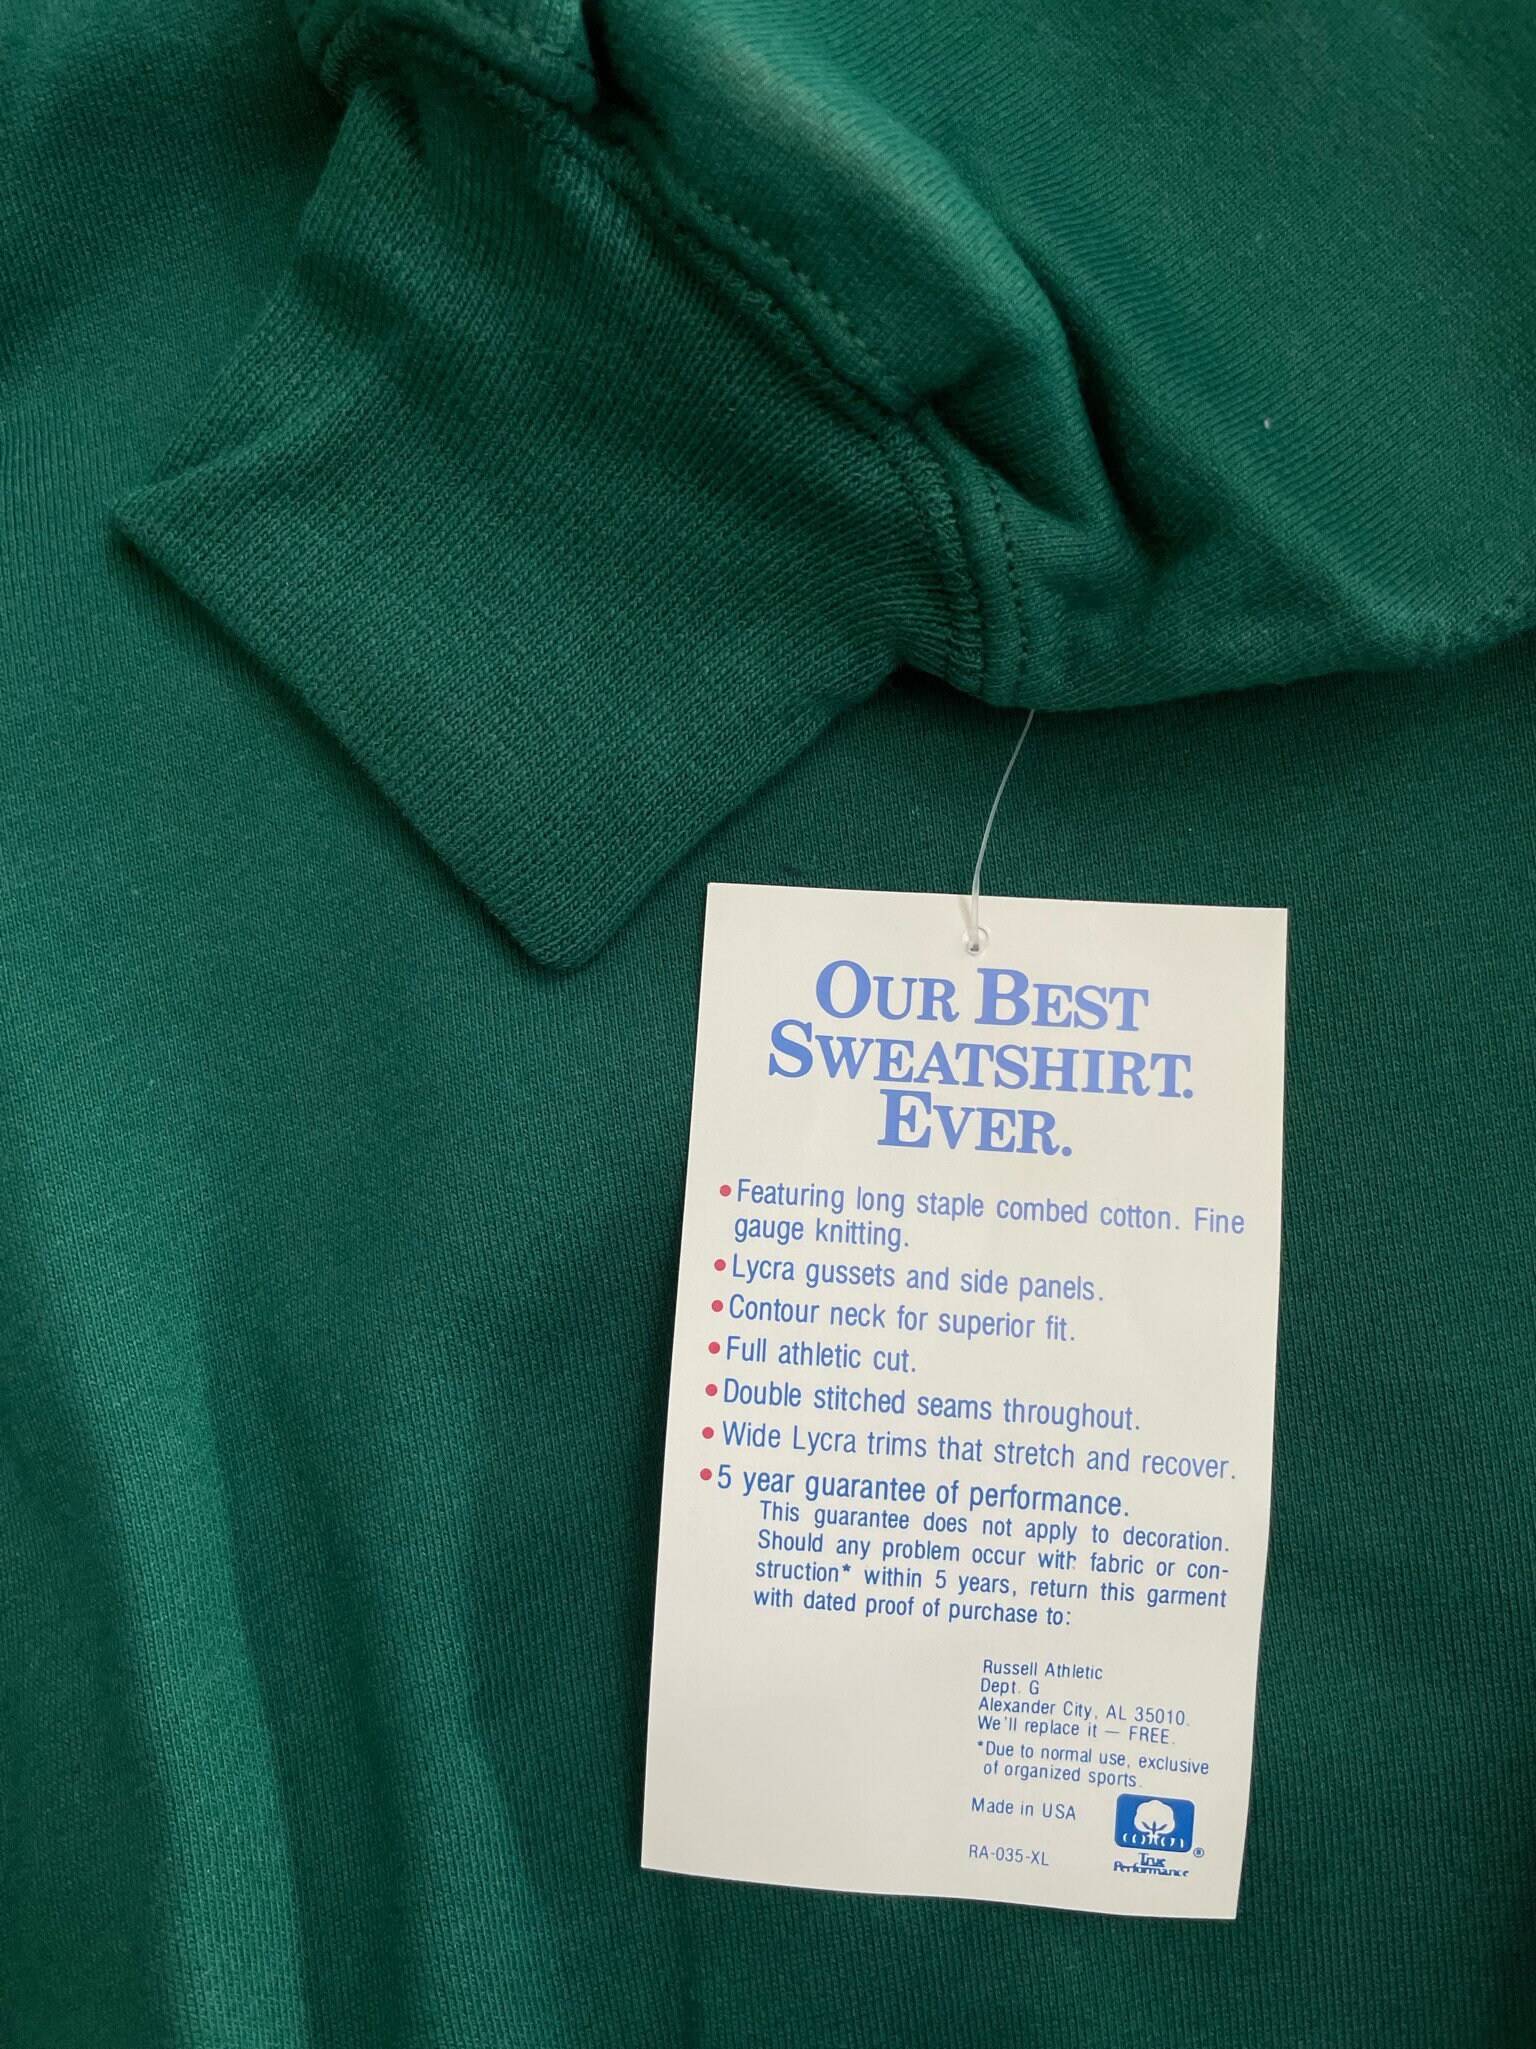 OUR BEST
SWEATSHIRT.
EVER.
• Featuring long staple combed cotton. Fine
gauge knitting.
• Lycra gussets and side panels.
• Contour neck for superior fit.
• Full athletic cut.
• Double stitched seams throughout.
• Wide Lycra trims that stretch and recover.
• 5 year guarantee of performance.
This guarantee does not apply to decoration.
Should any problem occur with fabric or con-
struction* within 5 years, return this garment
with dated proof of purchase to:
Russell Athletic
Dept. G
Alexander City, AL 35010.
We'll replace it — FREE.
*Due to normal use, exclusive
of organized sports.
Made in USA
COTTON ®
True
Performance
RA-035-XL